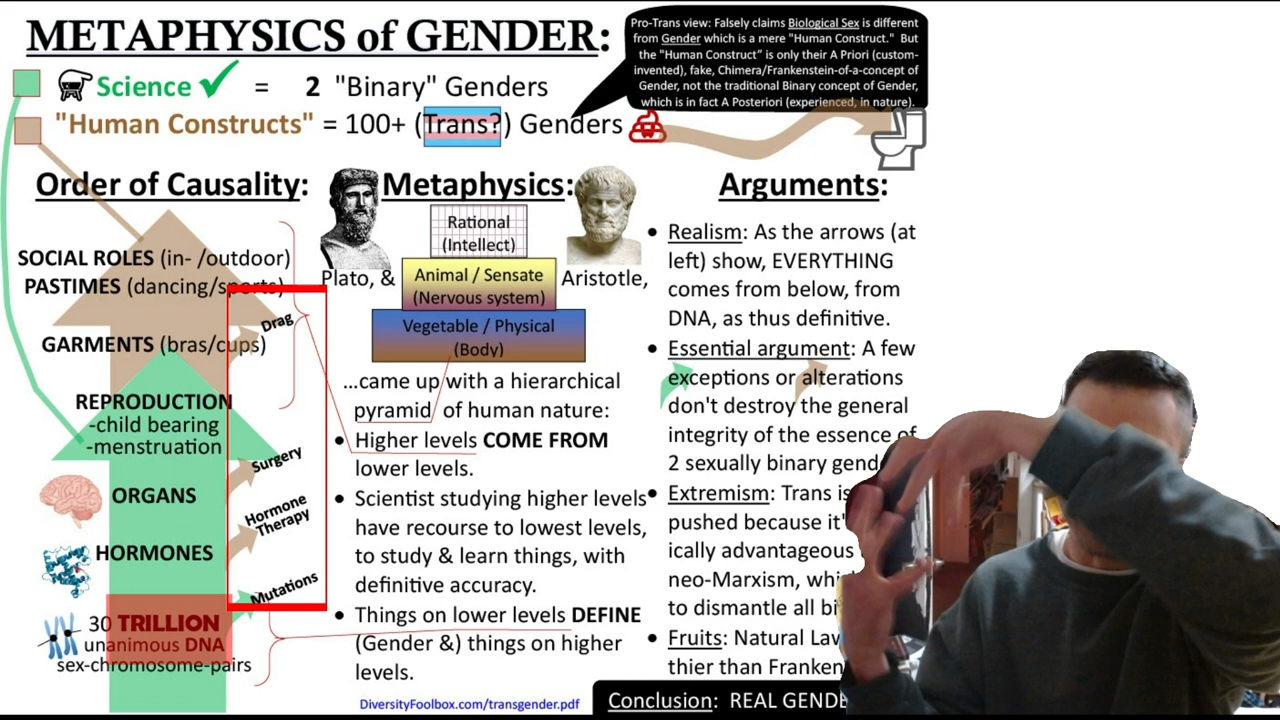 METAPHYSICS of GENDER:
Science = 2 "Binary" Genders
"Human Constructs" = 100+ (Trans?) Genders
Pro-Trans view: Falsely claims Biological Sex is different
from Gender which is a mere "Human Construct." But
the "Human Construct" is only their A Priori (custom-
invented), fake, Chimera/Frankenstein-of-a-concept of
Gender, not the traditional Binary concept of Gender,
which is in fact A Posteriori (experienced, in nature).
Order of Causality:
SOCIAL ROLES (in- /outdoor)
PASTIMES (dancing/sports)
Drag
GARMENTS (bras/cups)
REPRODUCTION
-child bearing
-menstruation
Surgery
ORGANS
Hormone
Therapy
HORMONES
Mutations
30 TRILLION
unanimous DNA
sex-chromosome-pairs
Metaphysics:
Rational
(Intellect)
Plato, &
Animal / Sensate
(Nervous system)
Aristotle,
Vegetable / Physical
(Body)
...came up with a hierarchical
pyramid of human nature:
• Higher levels COME FROM
lower levels.
• Scientist studying higher levels
have recourse to lowest levels,
to study & learn things, with
definitive accuracy.
• Things on lower levels DEFINE
(Gender &) things on higher
levels.
DiversityFoolbox.com/transgender.pdf
Arguments:
• Realism: As the arrows (at
left) show, EVERYTHING
comes from below, from
DNA, as thus definitive.
• Essential argument: A few
exceptions or alterations
don't destroy the general
integrity of the essence of
2 sexually binary gend
• Extremism: Trans is
pushed because it'
ically advantageous
neo-Marxism, whi
to dismantle all bi
• Fruits: Natural Law
thier than Franken
Conclusion: REAL GENDE